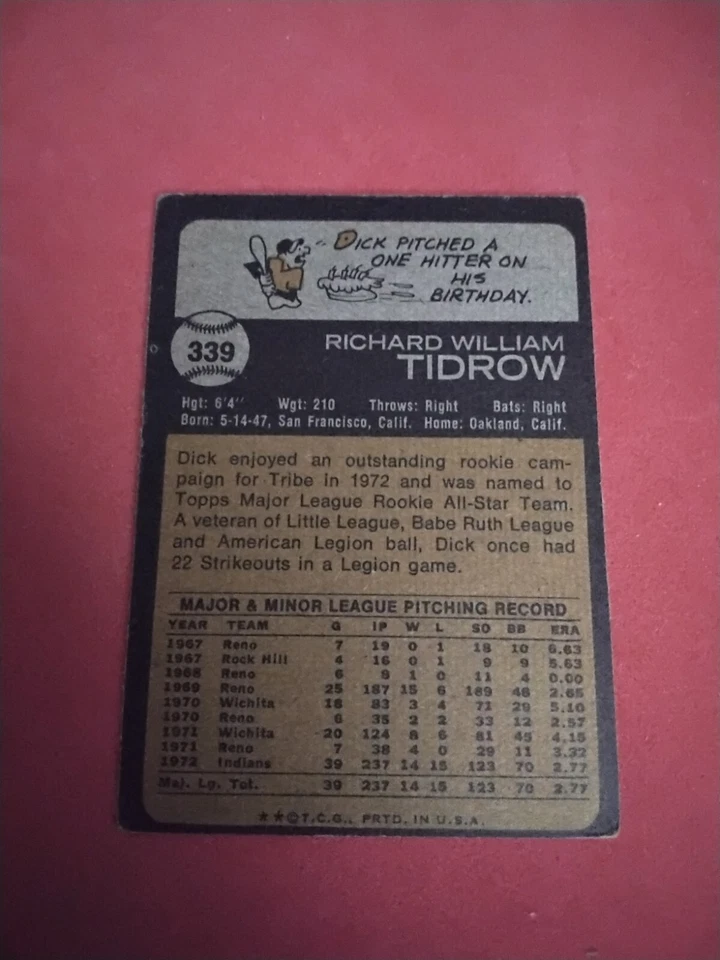 DICK PITCHED A
ONE HITTER ON
HIS
BIRTHDAY.
339
RICHARD WILLIAM
TIDROW
Hgt: 6'4" Wgt: 210 Throws: Right Bats: Right
Born: 5-14-47, San Francisco, Calif. Home: Oakland, Calif.
Dick enjoyed an outstanding rookie cam-
paign for Tribe in 1972 and was named to
Topps Major League Rookie All-Star Team.
A veteran of Little League, Babe Ruth League
and American Legion ball, Dick once had
22 Strikeouts in a Legion game.
MAJOR & MINOR LEAGUE PITCHING RECORD
YEAR TEAM G IP W L SO BB ERA
1967 Reno 7 19 0 1 18 10 6.63
1967 Rock Hill 4 16 0 1 9 9 5.63
1968 Reno 6 8 1 0 11 4 0.00
1969 Reno 25 187 15 6 189 48 2.65
1970 Wichita 18 83 3 4 71 29 5.10
1970 Reno 6 35 2 2 33 12 2.57
1971 Wichita 20 124 8 6 81 45 4.15
1971 Reno 7 38 4 0 29 11 3.32
1972 Indians 39 237 14 15 123 70 2.77
Maj. Lg. Tot. 39 237 14 15 123 70 2.77
**©T.C.G., PRTD. IN U.S.A.